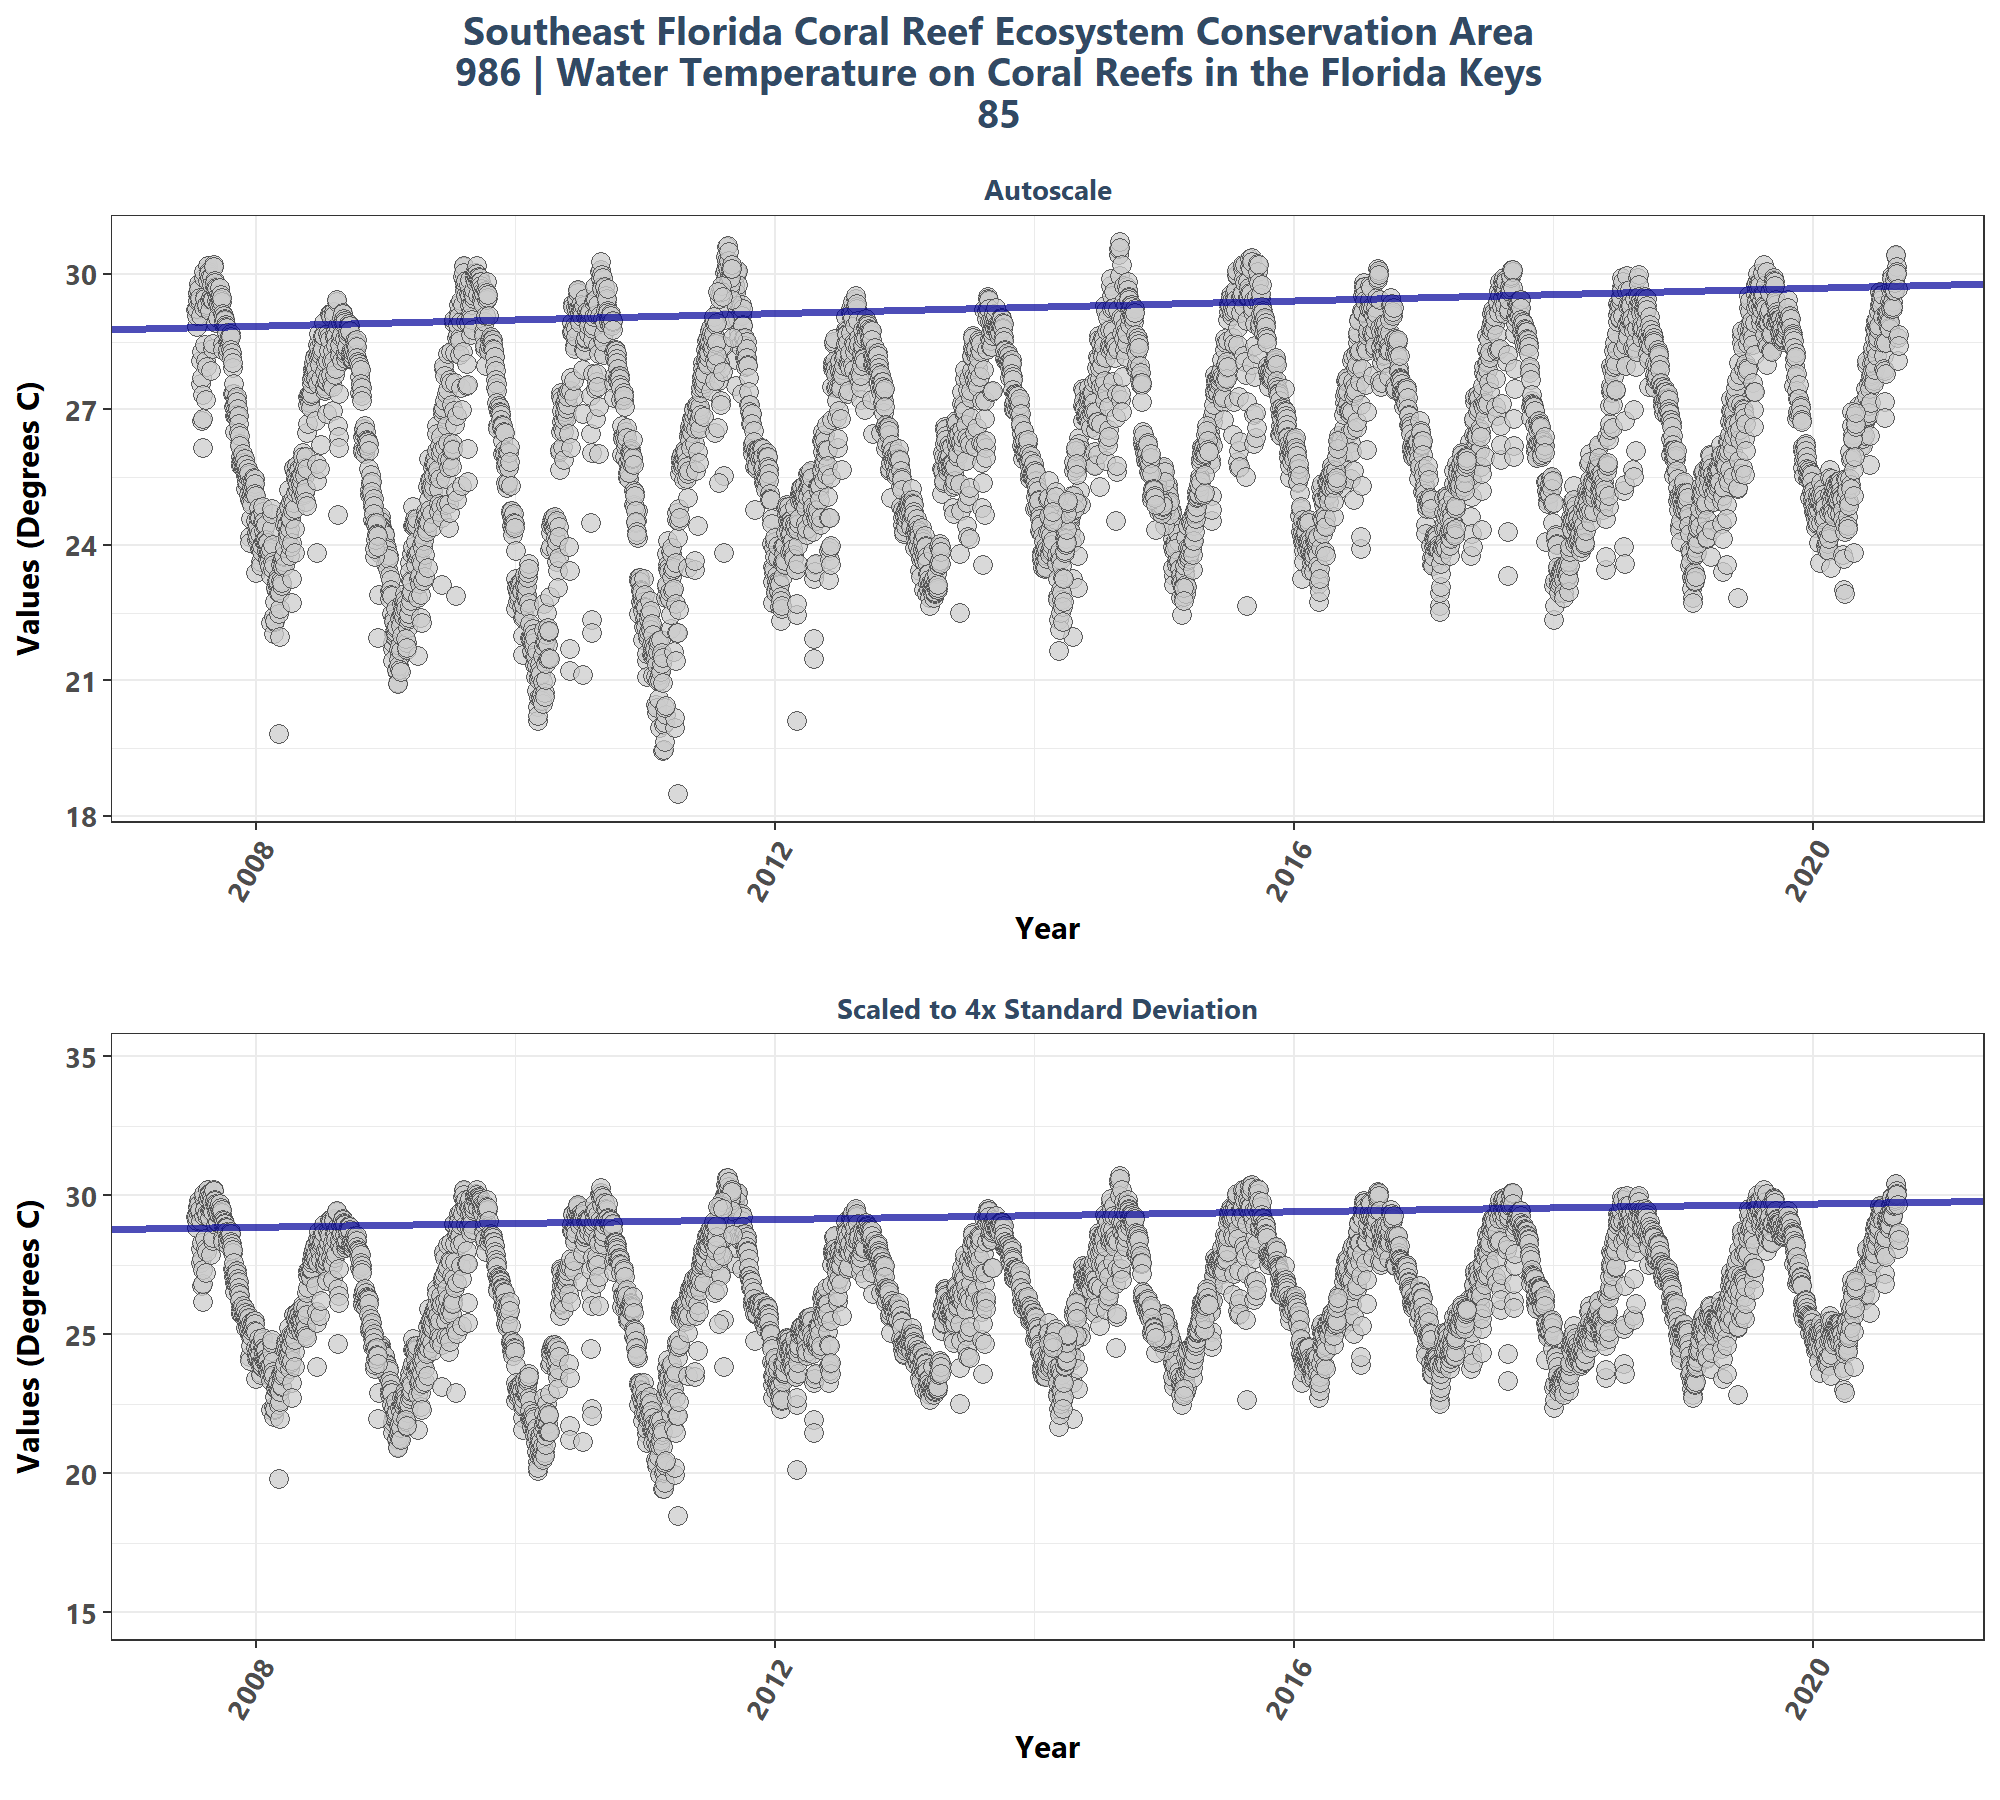 Southeast Florida Coral Reef Ecosystem Conservation Area
986 | Water Temperature on Coral Reefs in the Florida Keys
85
Autoscale
Values (Degrees C)
30
27
24
21
18
2008
2012
2016
2020
Year
Scaled to 4x Standard Deviation
Values (Degrees C)
35
30
25
20
15
2008
2012
2016
2020
Year